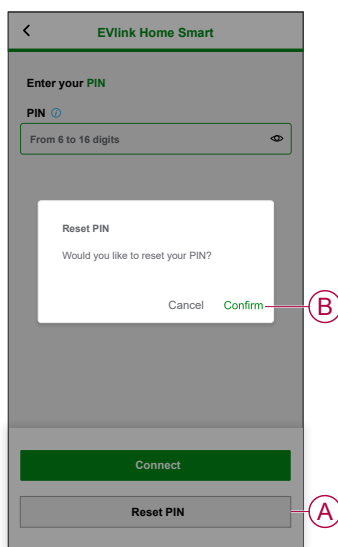 EVlink Home Smart
Enter your PIN
PIN
From 6 to 16 digits
Reset PIN
Would you like to reset your PIN?
Cancel Confirm
B
Connect
Reset PIN
A